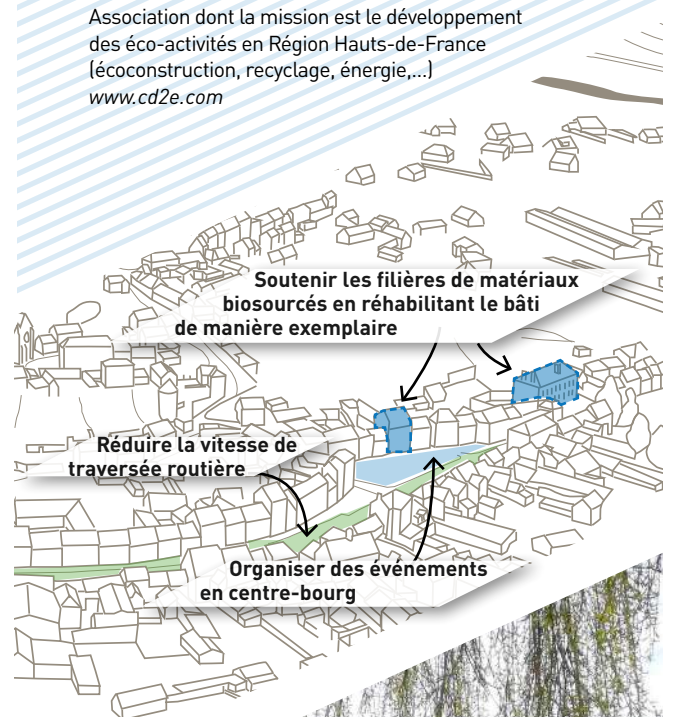 Association dont la mission est le développement
des éco-activités en Région Hauts-de-France
(écoconstruction, recyclage, énergie,...)
www.cd2e.com
Soutenir les filières de matériaux
biosourcés en réhabilitant le bâti
de manière exemplaire
Réduire la vitesse de
traversée routière
Organiser des événements
en centre-bourg